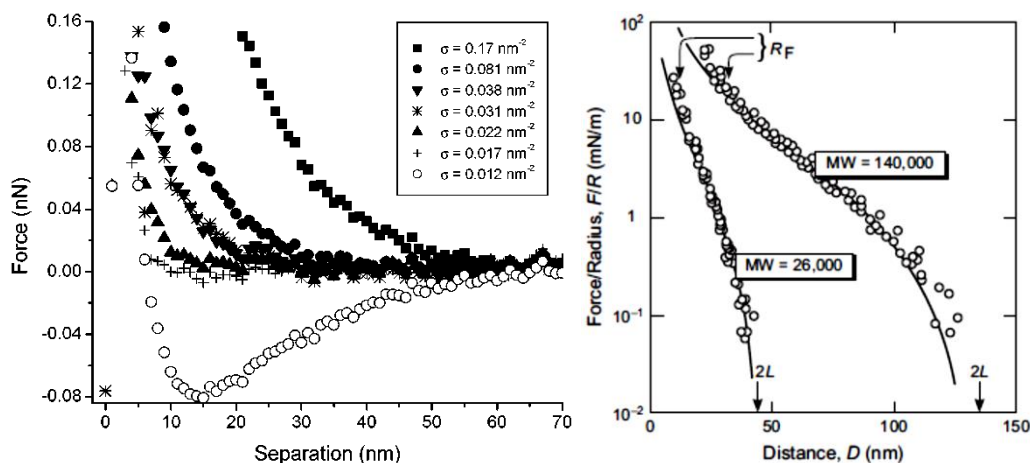 0.16
0.12
0.08
0.04
0.00
-0.04
-0.08
Force (nN)
0 10 20 30 40 50 60 70
Separation (nm)
σ = 0.17 nm⁻²
σ = 0.081 nm⁻²
σ = 0.038 nm⁻²
σ = 0.031 nm⁻²
σ = 0.022 nm⁻²
σ = 0.017 nm⁻²
σ = 0.012 nm⁻²
10²
10
1
10⁻¹
10⁻²
Force/Radius, F/R (mN/m)
R_F
MW = 140,000
MW = 26,000
2L
2L
0 50 100 150
Distance, D (nm)